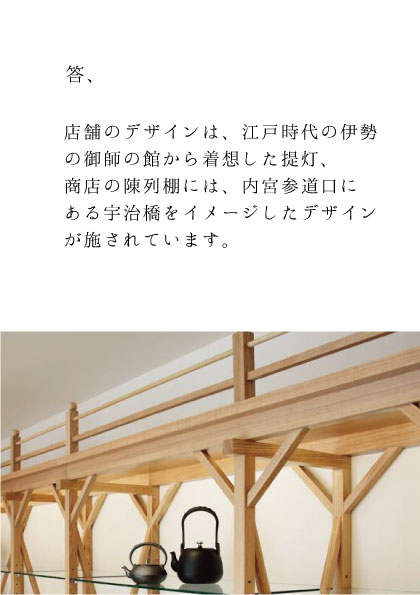 答、
店舗のデザインは、江戸時代の伊勢
の御師の館から着想した提灯、
商店の陳列棚には、内宮参道口に
ある宇治橋をイメージしたデザイン
が施されています。